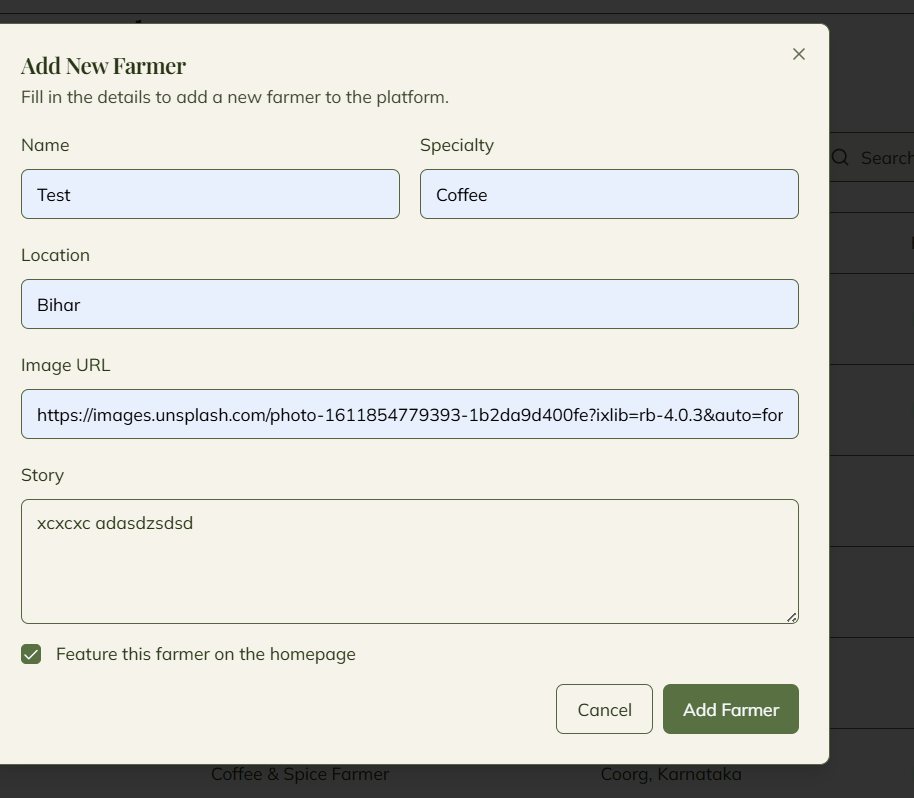 Add New Farmer
Fill in the details to add a new farmer to the platform.
Name
Specialty
Test
Coffee
Location
Bihar
Image URL
https://images.unsplash.com/photo-1611854779393-1b2da9d400fe?ixlib=rb-4.0.3&auto=for
Story
xcxcxc adasdzsdsd
Feature this farmer on the homepage
Cancel
Add Farmer
Search
Coffee & Spice Farmer
Coorg, Karnataka